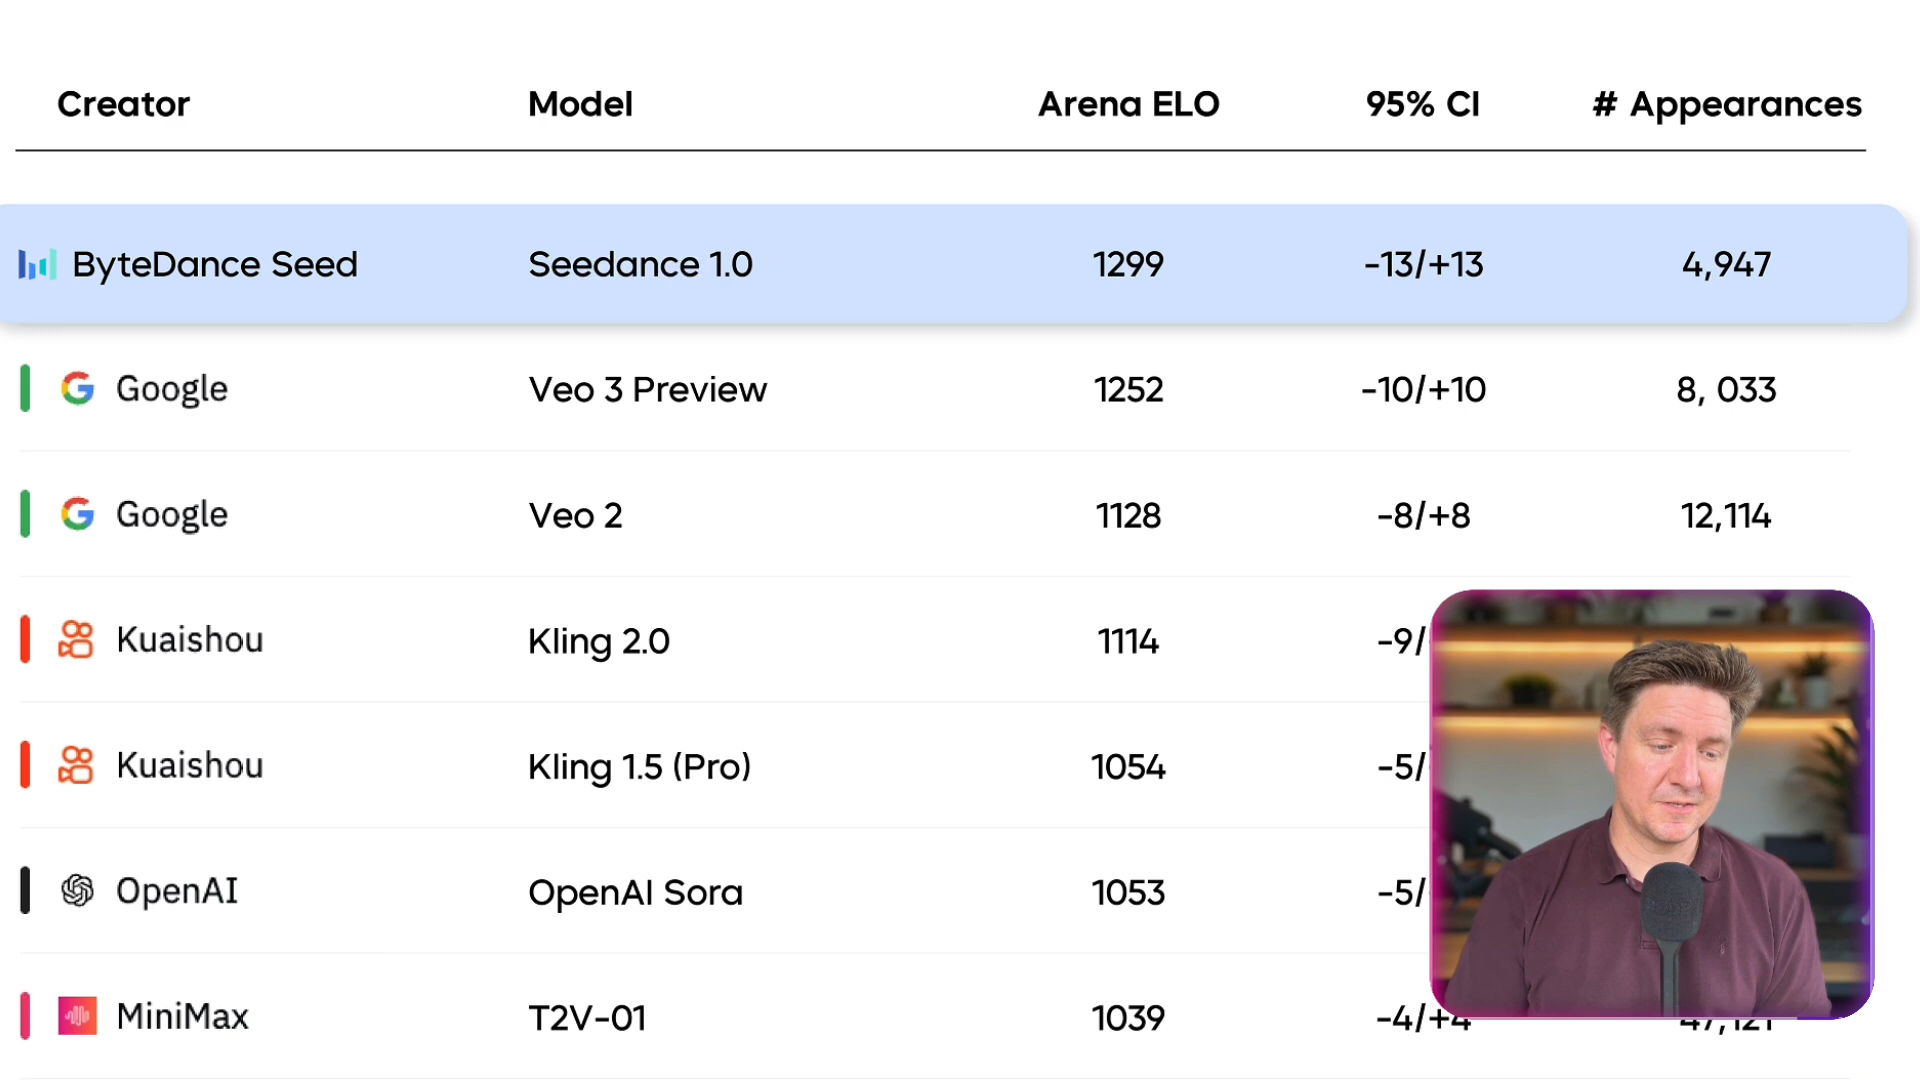 Creator Model Arena ELO 95% CI # Appearances
ByteDance Seed Seedance 1.0 1299 -13/+13 4,947
Google Veo 3 Preview 1252 -10/+10 8, 033
Google Veo 2 1128 -8/+8 12,114
Kuaishou Kling 2.0 1114 -9/
Kuaishou Kling 1.5 (Pro) 1054 -5/
OpenAI OpenAI Sora 1053 -5/
MiniMax T2V-01 1039 -4/+4